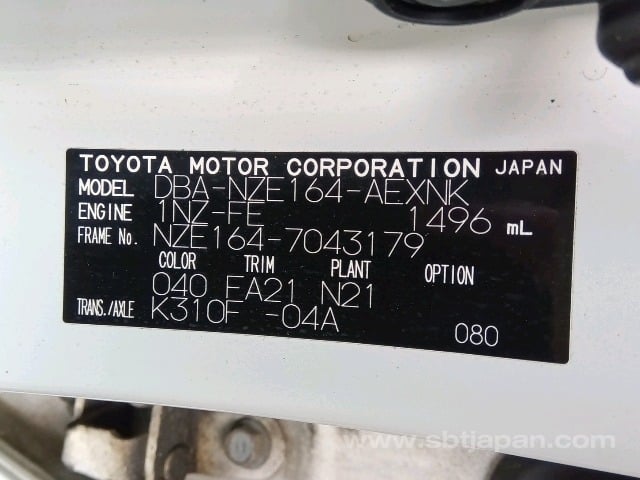 TOYOTA MOTOR CORPORATION JAPAN
MODEL DBA-NZE164-AEXNK
ENGINE 1NZ-FE 1496 mL
FRAME No. NZE164-7043179
COLOR TRIM PLANT OPTION
040 FA21 N21
TRANS./AXLE K310F -04A
080
www.sbtjapan.com